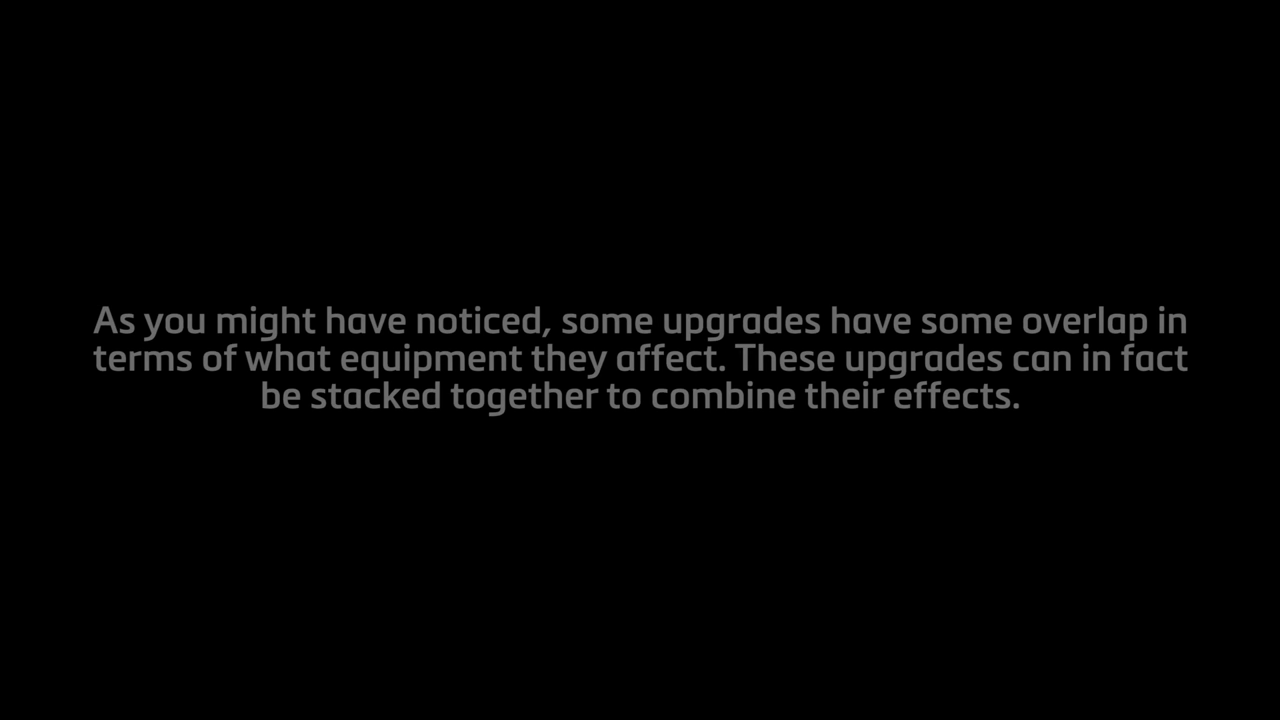 As you might have noticed, some upgrades have some overlap in
terms of what equipment they affect. These upgrades can in fact
be stacked together to combine their effects.